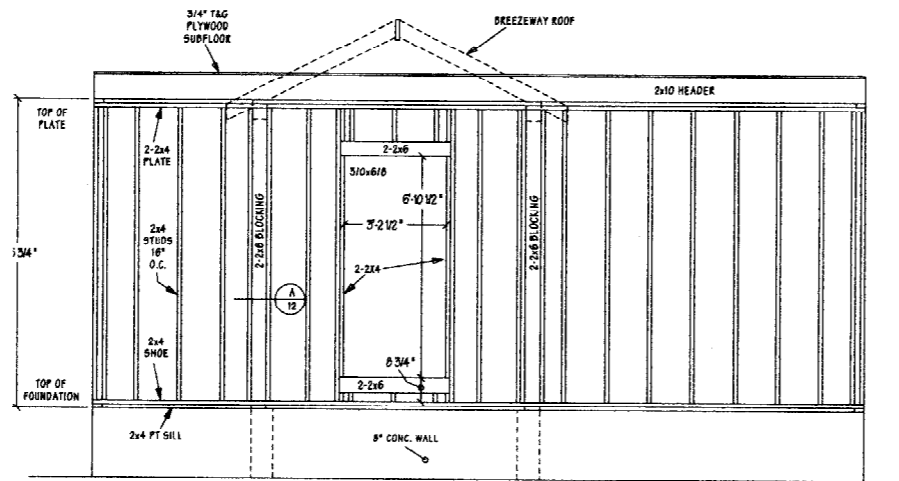 3/4" T&G
PLYWOOD
SUBFLOOR
BREEZEWAY ROOF
2x10 HEADER
TOP OF
PLATE
2-2x4
PLATE
2-2x6
3/0x6/8
6'-10 1/2"
3'-2 1/2"
2x4
STUDS
16"
O.C.
2-2x6 BLOCKING
2-2x6 BLOCKING
3/4"
2-2X4
A
12
2x4
SHOE
8 3/4"
2-2x6
TOP OF
FOUNDATION
2x4 PT SILL
8" CONC. WALL